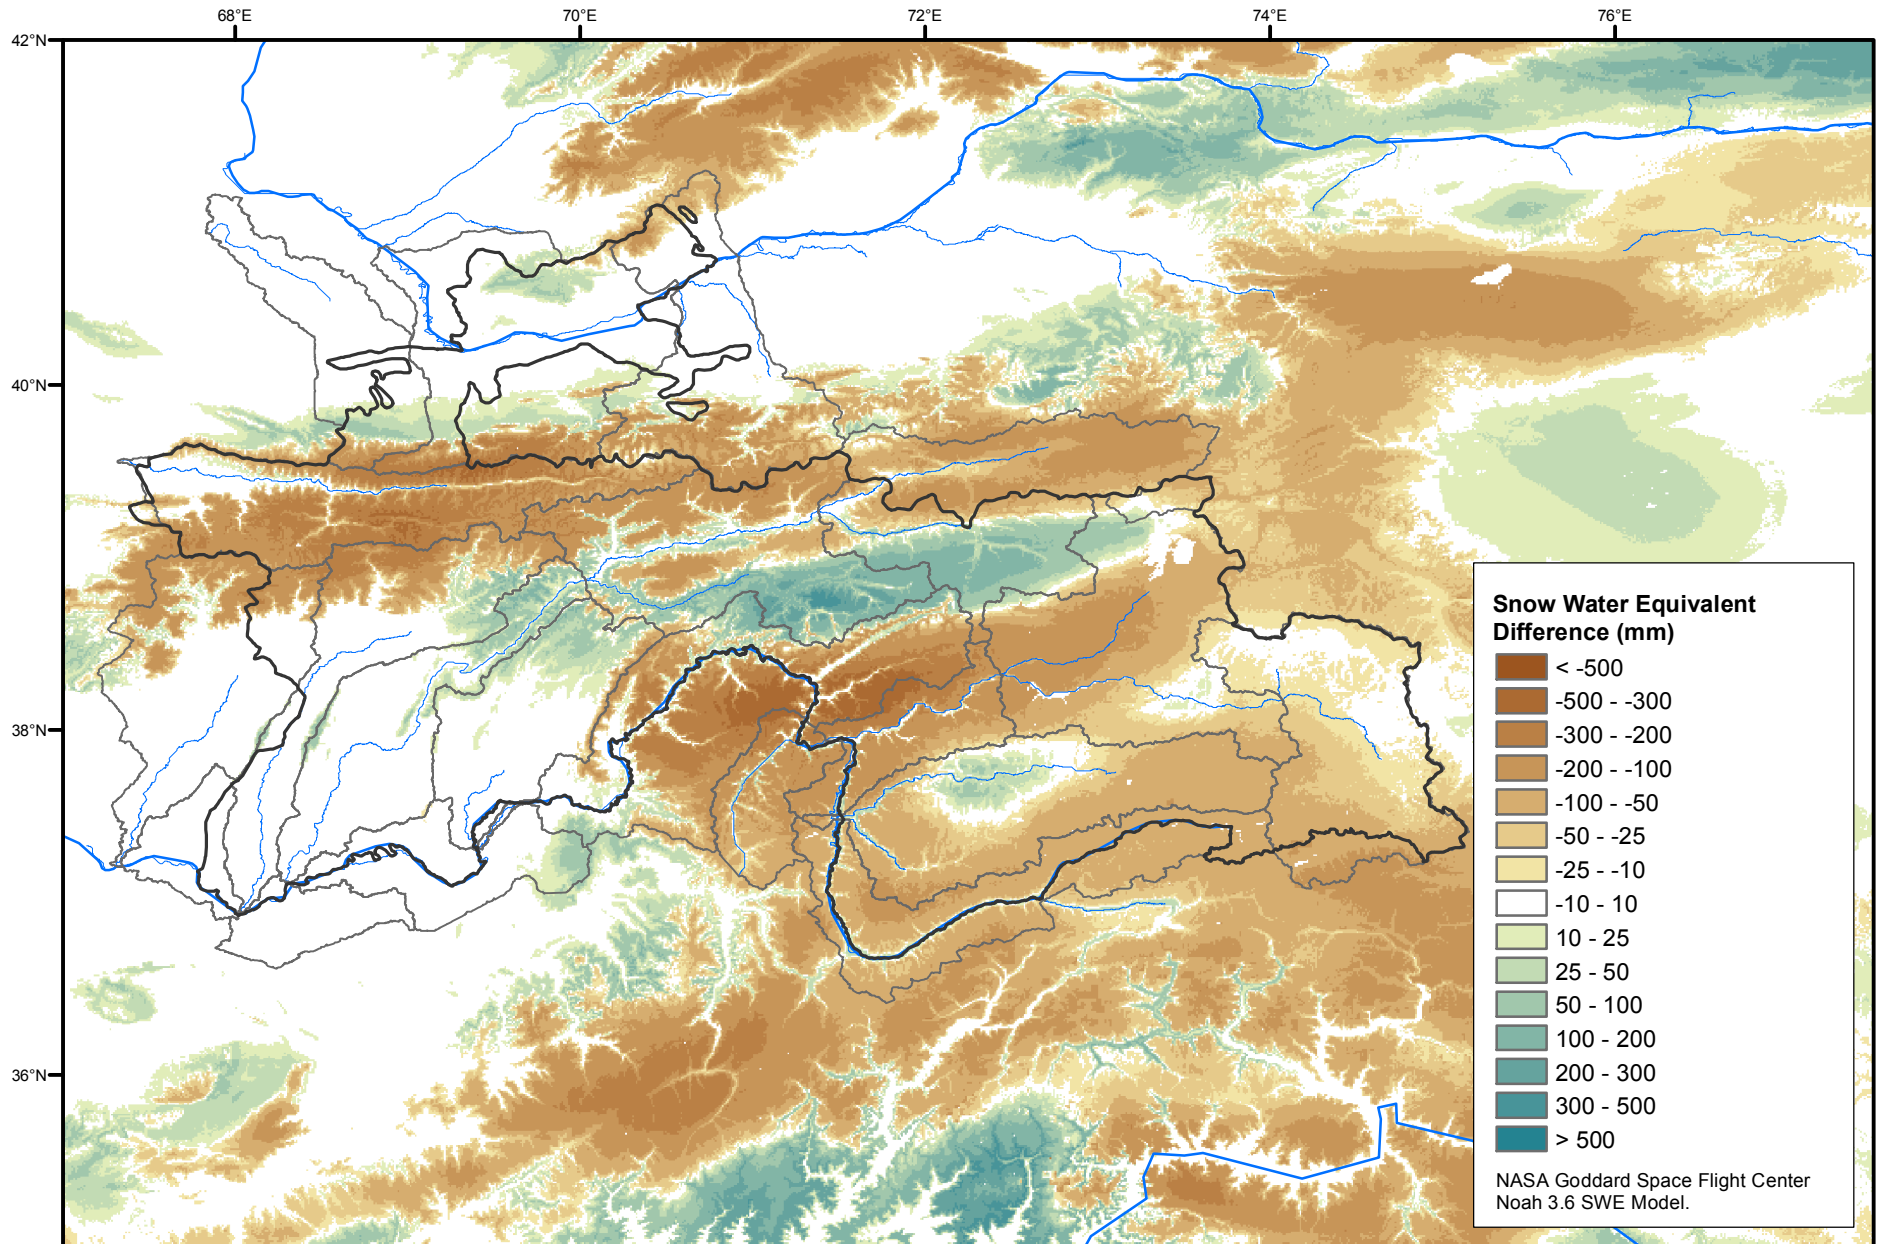 68°E
70°E
72°E
74°E
76°E
42°N
40°N
38°N
36°N
Snow Water Equivalent
Difference (mm)
< -500
-500 - -300
-300 - -200
-200 - -100
-100 - -50
-50 - -25
-25 - -10
-10 - 10
10 - 25
25 - 50
50 - 100
100 - 200
200 - 300
300 - 500
> 500
NASA Goddard Space Flight Center
Noah 3.6 SWE Model.